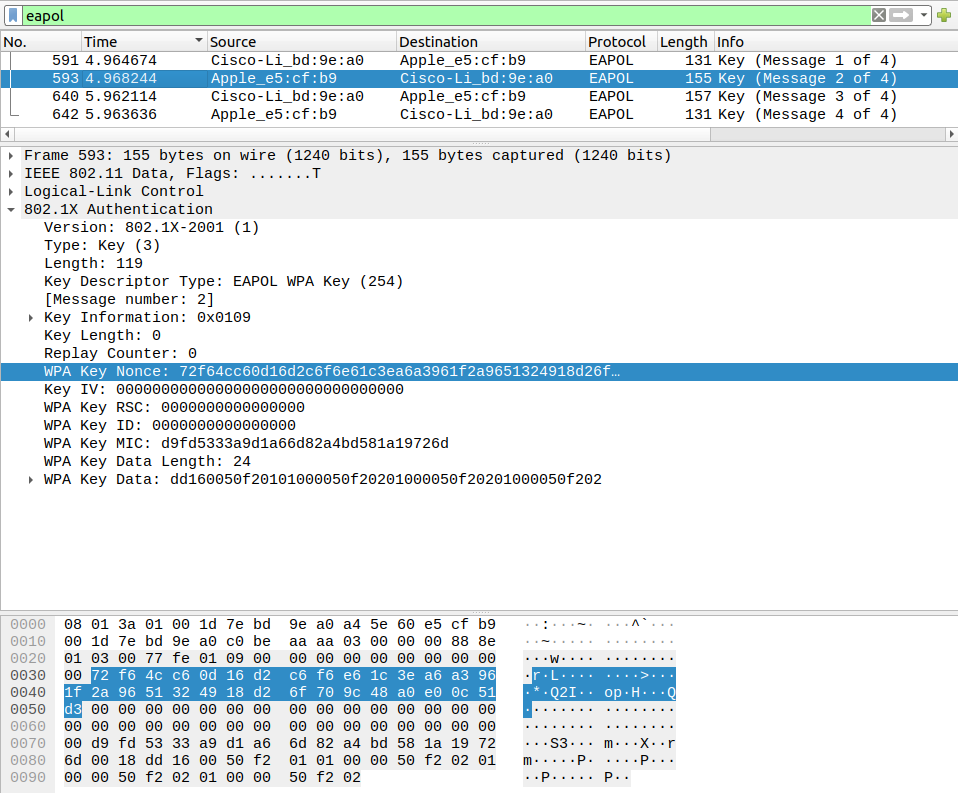 eapol
No. Time Source Destination Protocol Length Info
591 4.964674 Cisco-Li_bd:9e:a0 Apple_e5:cf:b9 EAPOL 131 Key (Message 1 of 4)
593 4.968244 Apple_e5:cf:b9 Cisco-Li_bd:9e:a0 EAPOL 155 Key (Message 2 of 4)
640 5.962114 Cisco-Li_bd:9e:a0 Apple_e5:cf:b9 EAPOL 157 Key (Message 3 of 4)
642 5.963636 Apple_e5:cf:b9 Cisco-Li_bd:9e:a0 EAPOL 131 Key (Message 4 of 4)
Frame 593: 155 bytes on wire (1240 bits), 155 bytes captured (1240 bits)
IEEE 802.11 Data, Flags: .......T
Logical-Link Control
802.1X Authentication
Version: 802.1X-2001 (1)
Type: Key (3)
Length: 119
Key Descriptor Type: EAPOL WPA Key (254)
[Message number: 2]
Key Information: 0x0109
Key Length: 0
Replay Counter: 0
WPA Key Nonce: 72f64cc60d16d2c6f6e61c3ea6a3961f2a9651324918d26f…
Key IV: 00000000000000000000000000000000
WPA Key RSC: 0000000000000000
WPA Key ID: 0000000000000000
WPA Key MIC: d9fd5333a9d1a66d82a4bd581a19726d
WPA Key Data Length: 24
WPA Key Data: dd160050f20101000050f20201000050f20201000050f202
0000 08 01 3a 01 00 1d 7e bd 9e a0 a4 5e 60 e5 cf b9 ··:···~· ···^`···
0010 00 1d 7e bd 9e a0 c0 be aa aa 03 00 00 00 88 8e ··~····· ········
0020 01 03 00 77 fe 01 09 00 00 00 00 00 00 00 00 00 ···w···· ········
0030 00 72 f6 4c c6 0d 16 d2 c6 f6 e6 1c 3e a6 a3 96 ·r·L···· ····>···
0040 1f 2a 96 51 32 49 18 d2 6f 70 9c 48 a0 e0 0c 51 ·*·Q2I·· op·H···Q
0050 d3 00 00 00 00 00 00 00 00 00 00 00 00 00 00 00 ········ ········
0060 00 00 00 00 00 00 00 00 00 00 00 00 00 00 00 00 ········ ········
0070 00 d9 fd 53 33 a9 d1 a6 6d 82 a4 bd 58 1a 19 72 ···S3··· m···X··r
0080 6d 00 18 dd 16 00 50 f2 01 01 00 00 50 f2 02 01 m·····P· ····P···
0090 00 00 50 f2 02 01 00 00 50 f2 02 ··P····· P··